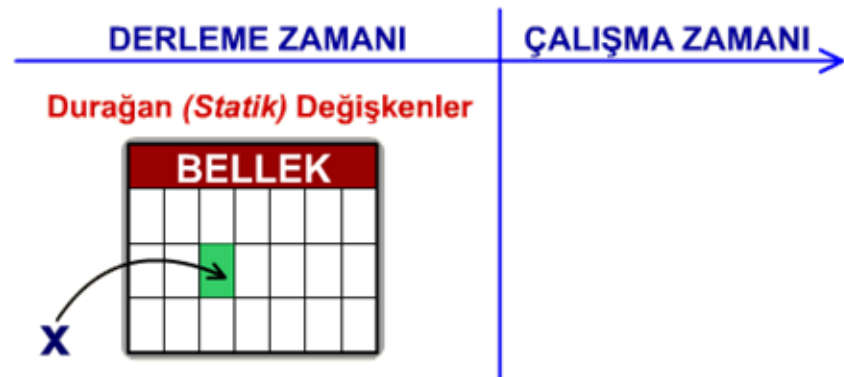 DERLEME ZAMANI
ÇALIŞMA ZAMANI
Durağan (Statik) Değişkenler
BELLEK
X